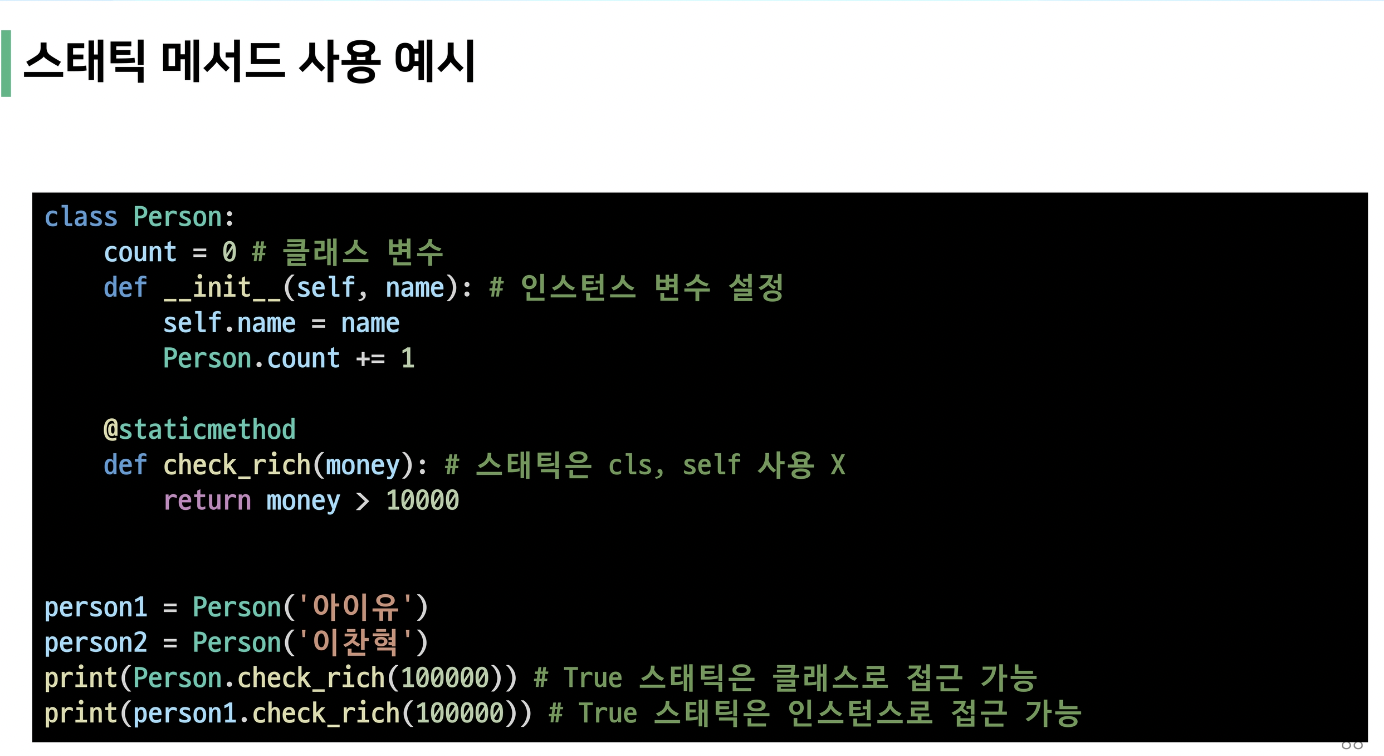 스태틱 메서드 사용 예시
class Person:
    count = 0 # 클래스 변수
    def __init__(self, name): # 인스턴스 변수 설정
        self.name = name
        Person.count += 1
    @staticmethod
    def check_rich(money): # 스태틱은 cls, self 사용 X
        return money > 10000
person1 = Person('아이유')
person2 = Person('이찬혁')
print(Person.check_rich(100000)) # True 스태틱은 클래스로 접근 가능
print(person1.check_rich(100000)) # True 스태틱은 인스턴스로 접근 가능